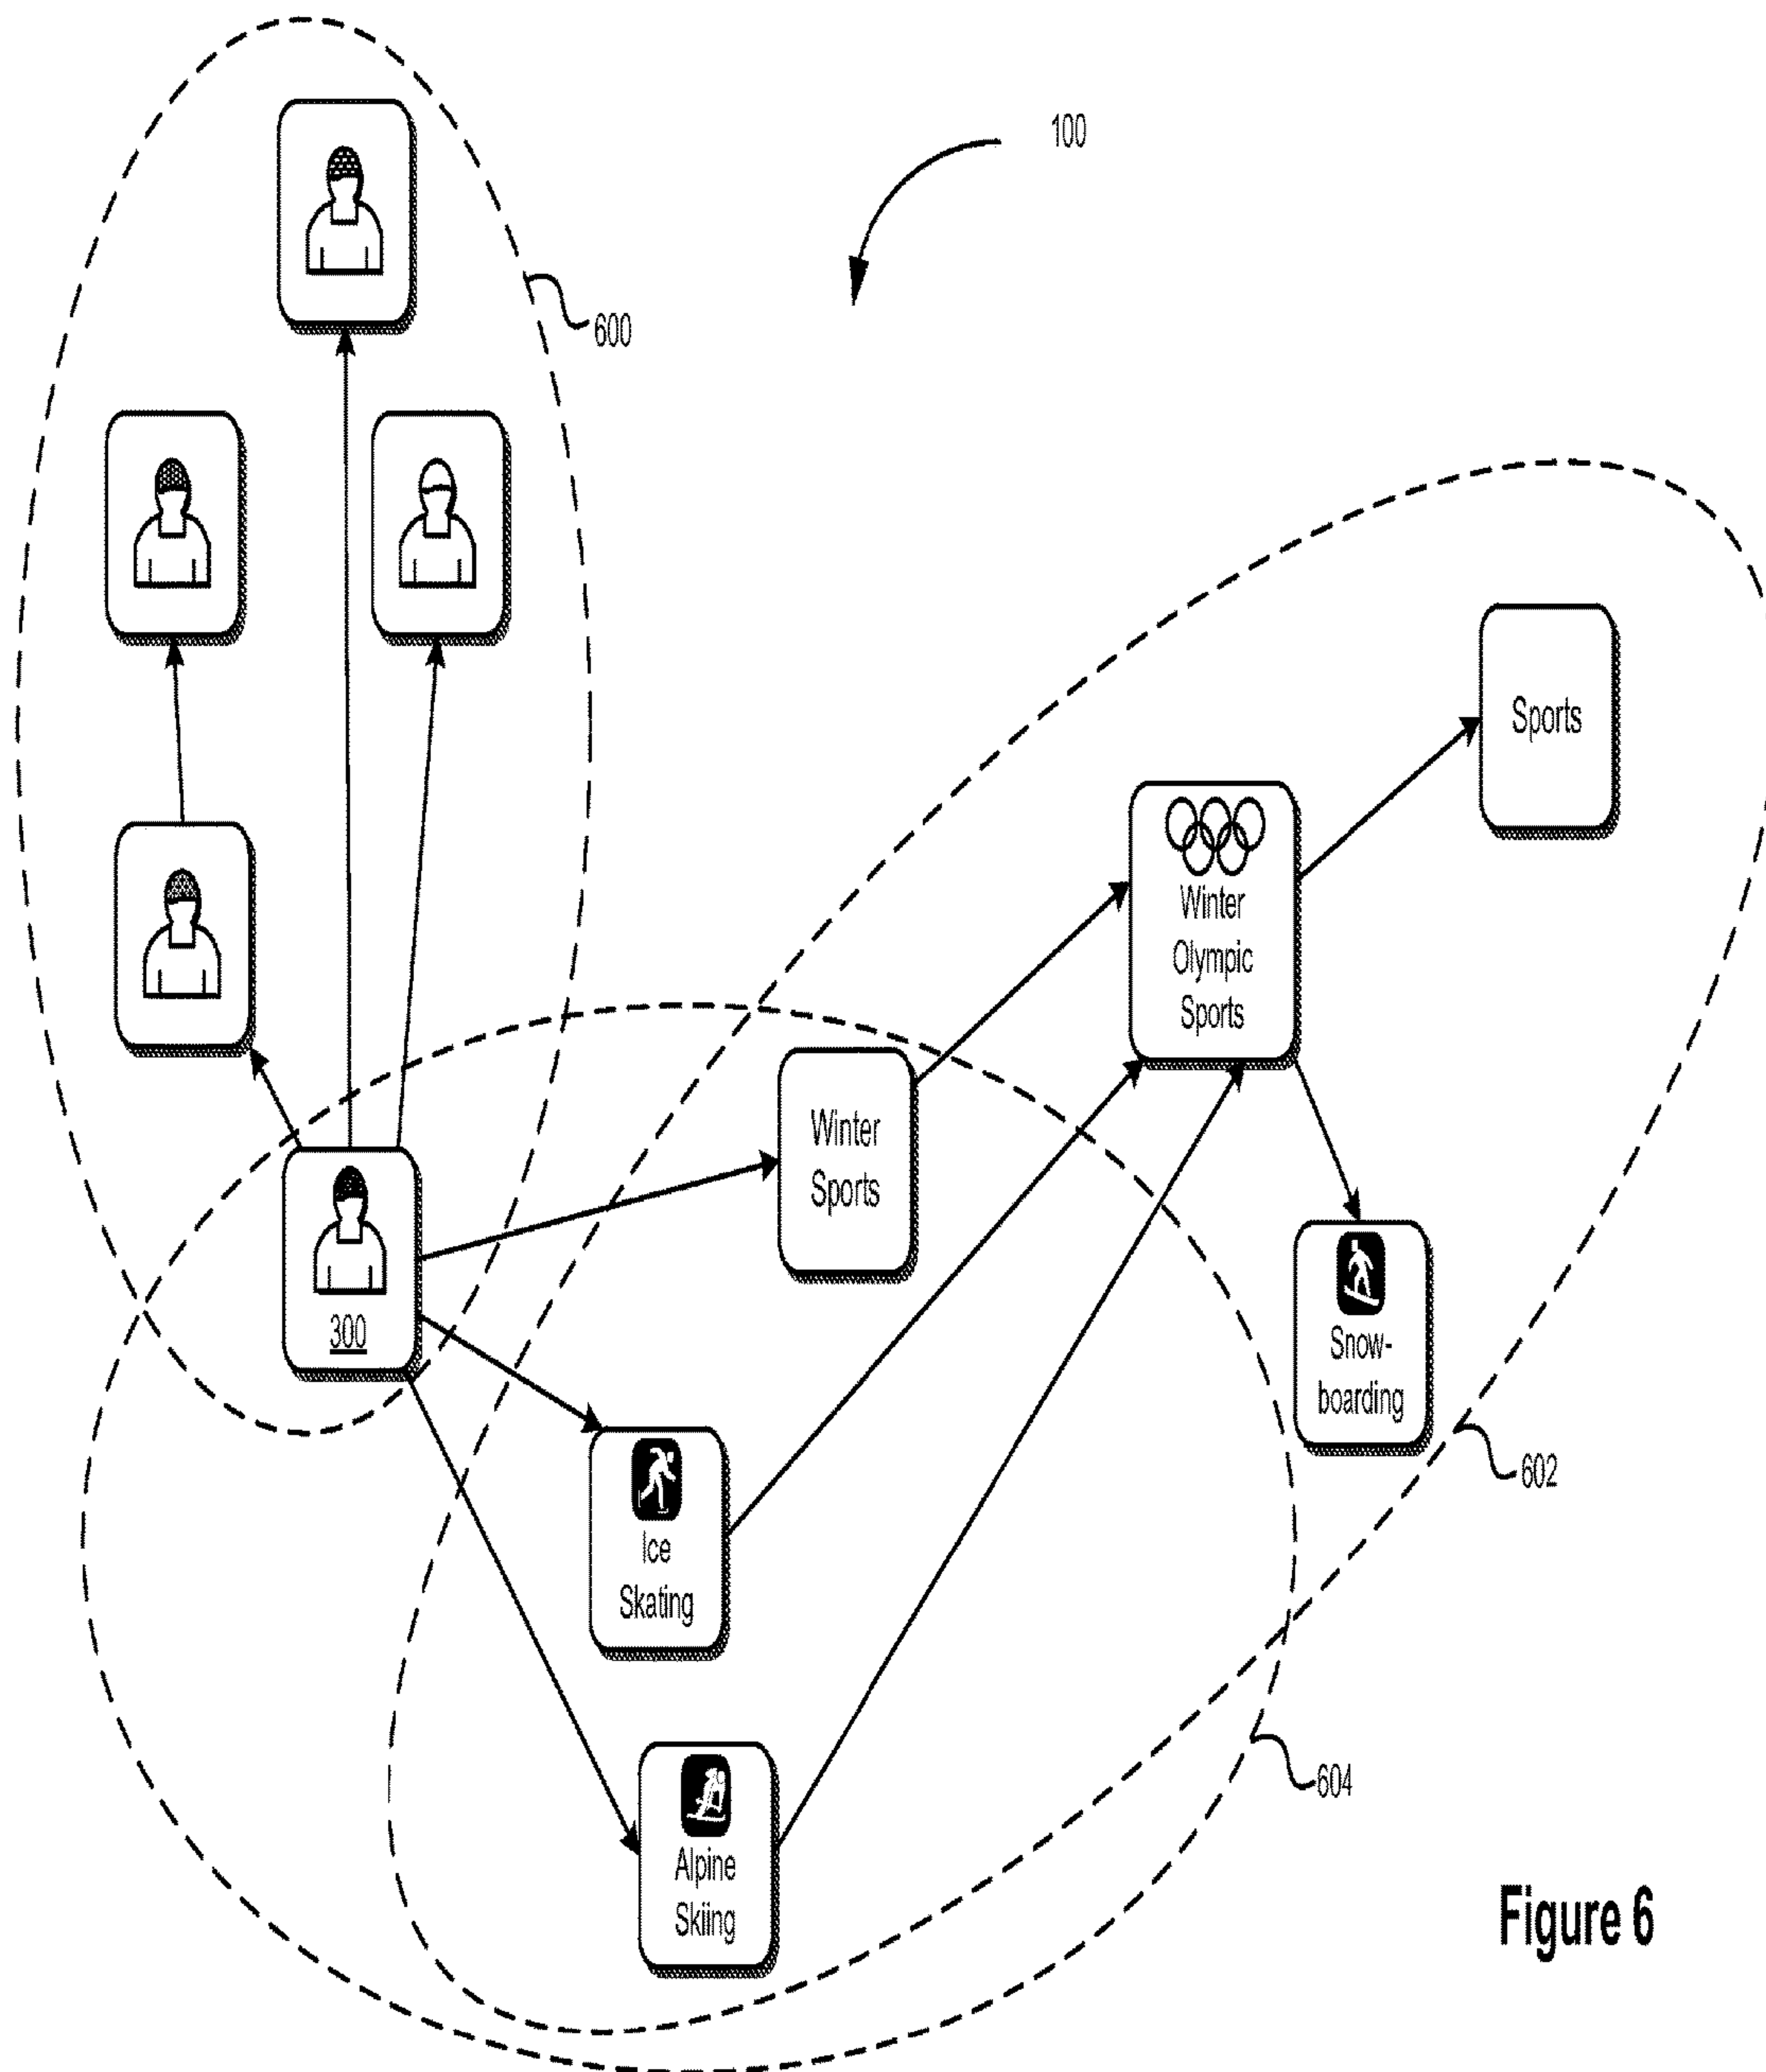 100
600
Sports
Winter
Olympic
Sports
Winter
Sports
300
Snow-
boarding
602
Ice
Skating
604
Alpine
Skiing
Figure 6